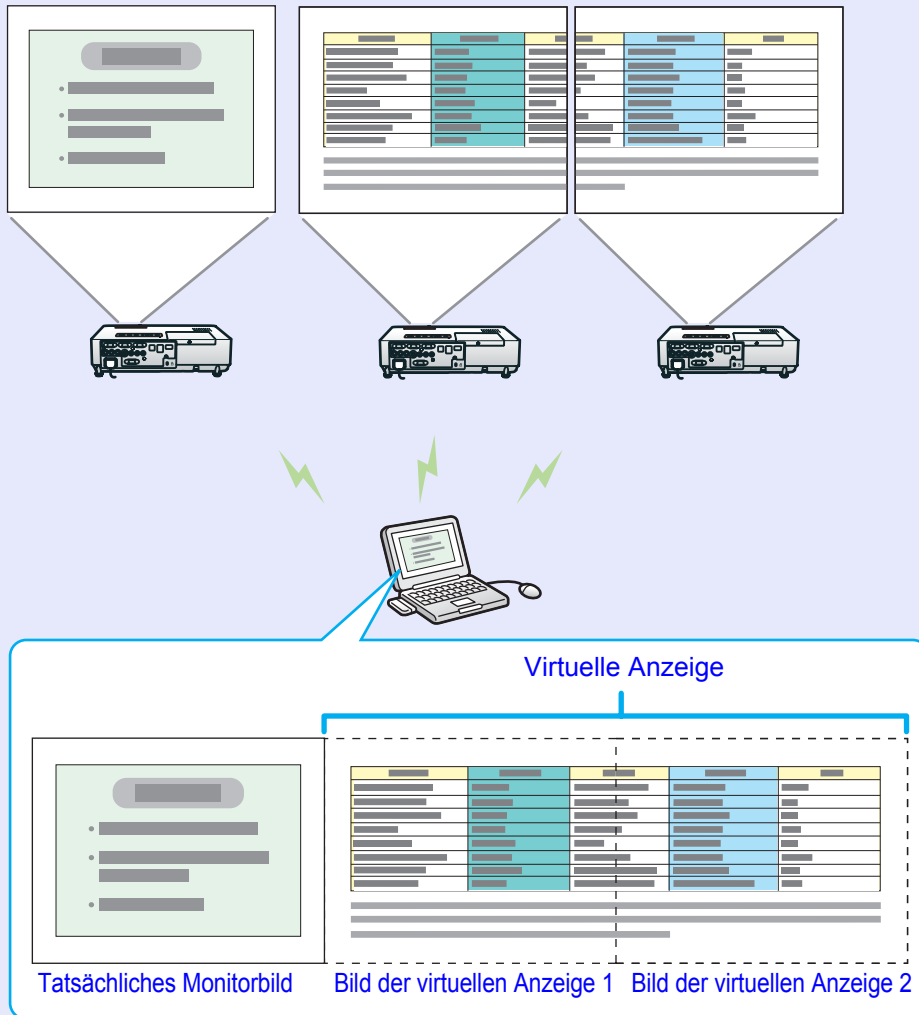 Virtuelle Anzeige
Tatsächliches Monitorbild
Bild der virtuellen Anzeige 1
Bild der virtuellen Anzeige 2